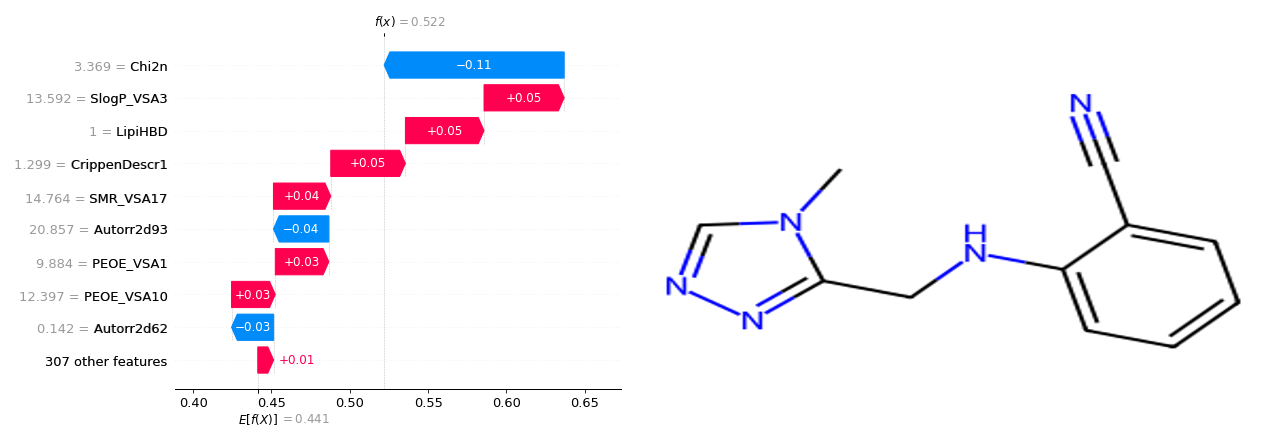 f(x) = 0.522
3.369 = Chi2n −0.11
13.592 = SlogP_VSA3 +0.05
1 = LipiHBD +0.05
1.299 = CrippenDescr1 +0.05
14.764 = SMR_VSA17 +0.04
20.857 = Autorr2d93 −0.04
9.884 = PEOE_VSA1 +0.03
12.397 = PEOE_VSA10 +0.03
0.142 = Autorr2d62 −0.03
307 other features +0.01
0.40 0.45 0.50 0.55 0.60 0.65
E[f(X)] = 0.441
N
N
H
N
N
N